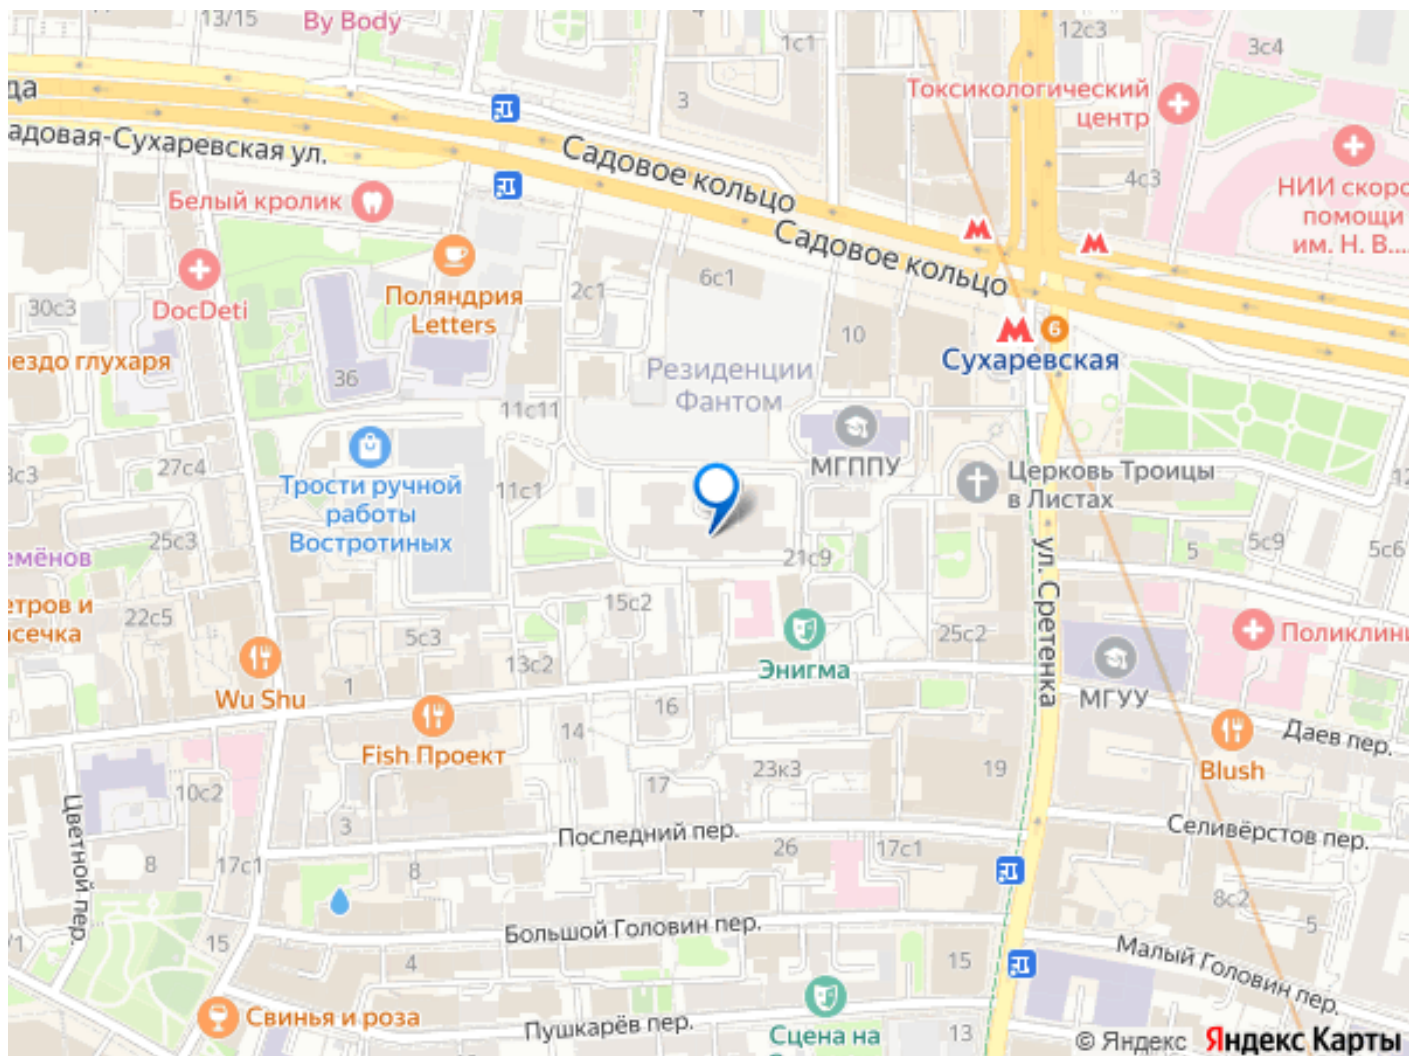 13/15
By Body
1с1
12с3
3с4
да
Токсикологический
центр
3
адовая-Сухаревская ул.
Садовое кольцо
4с3
НИИ скоро
помощи
им. Н. В....
Белый кролик
Садовое кольцо
6с1
2с1
DocDeti
30с3
Поляндрия
Letters
10
6
Сухаревская
ездо глухаря
36
Резиденции
Фантом
11с11
МГППУ
27с4
Церковь Троицы
в Листах
Трости ручной
работы
Востротиных
11с1
12
3с3
25с3
емёнов
21с9
ул. Сретенка
5
5с9
5с6
етров и
сечка
22с5
15с2
5с3
Энигма
25с2
Поликлини
13с2
1
Wu Shu
16
МГУУ
Fish Проект
14
Даев пер.
Blush
23к3
19
17
10с2
Цветной пер.
3
Последний пер.
Селивёрстов пер.
26
17с1
8
17с1
8
8с2
5
Большой Головин пер.
15
/1
4
15
Малый Головин пер.
Свинья и роза
Пушкарёв пер.
Сцена на
13
© Яндекс
Яндекс Карты